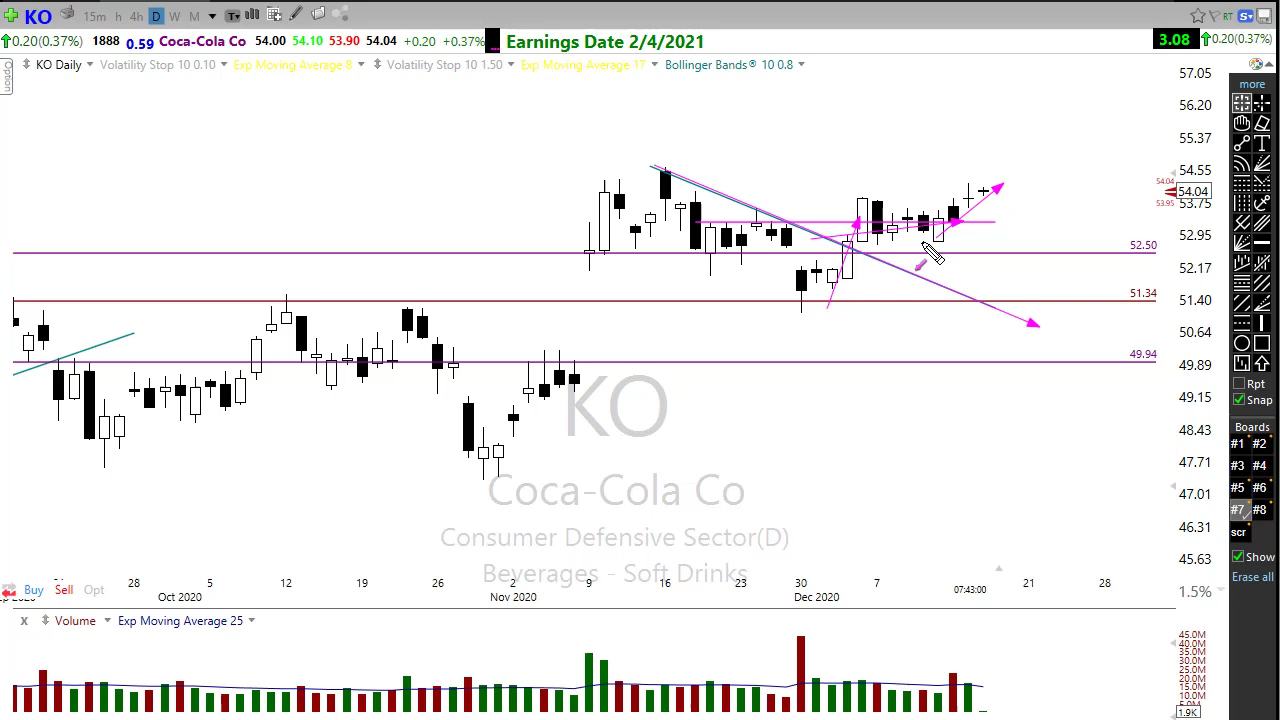 KO 15m h 4h D W M T RT S
0.20(0.37%) 1888 0.59 Coca-Cola Co 54.00 54.10 53.90 54.04 +0.20 +0.37% Earnings Date 2/4/2021 3.08 0.20(0.37%)
Option
KO Daily Volatility Stop 10 0.10 Exp Moving Average 8 Volatility Stop 10 1.50 Exp Moving Average 17 Bollinger Bands® 10 0.8
57.05
56.20
55.37
54.55
54.04
54.04
53.95
53.75
52.95
52.50
52.17
51.34
51.40
50.64
49.94
49.89
49.15
48.43
47.71
47.01
46.31
45.63
KO
Coca-Cola Co
Consumer Defensive Sector(D)
Beverages - Soft Drinks
28 5 12 19 26 2 9 16 23 30 7 07:43:00 21 28
2020 Oct 2020 Nov 2020 Dec 2020
Buy Sell Opt 1.5%
x Volume Exp Moving Average 25
45.0M
40.0M
35.0M
30.0M
25.0M
20.0M
15.0M
10.0M
1.9K
more
T
Rpt
Snap
Boards
#1 #2
#3 #4
#5 #6
#7 #8
scr
Show
Erase all